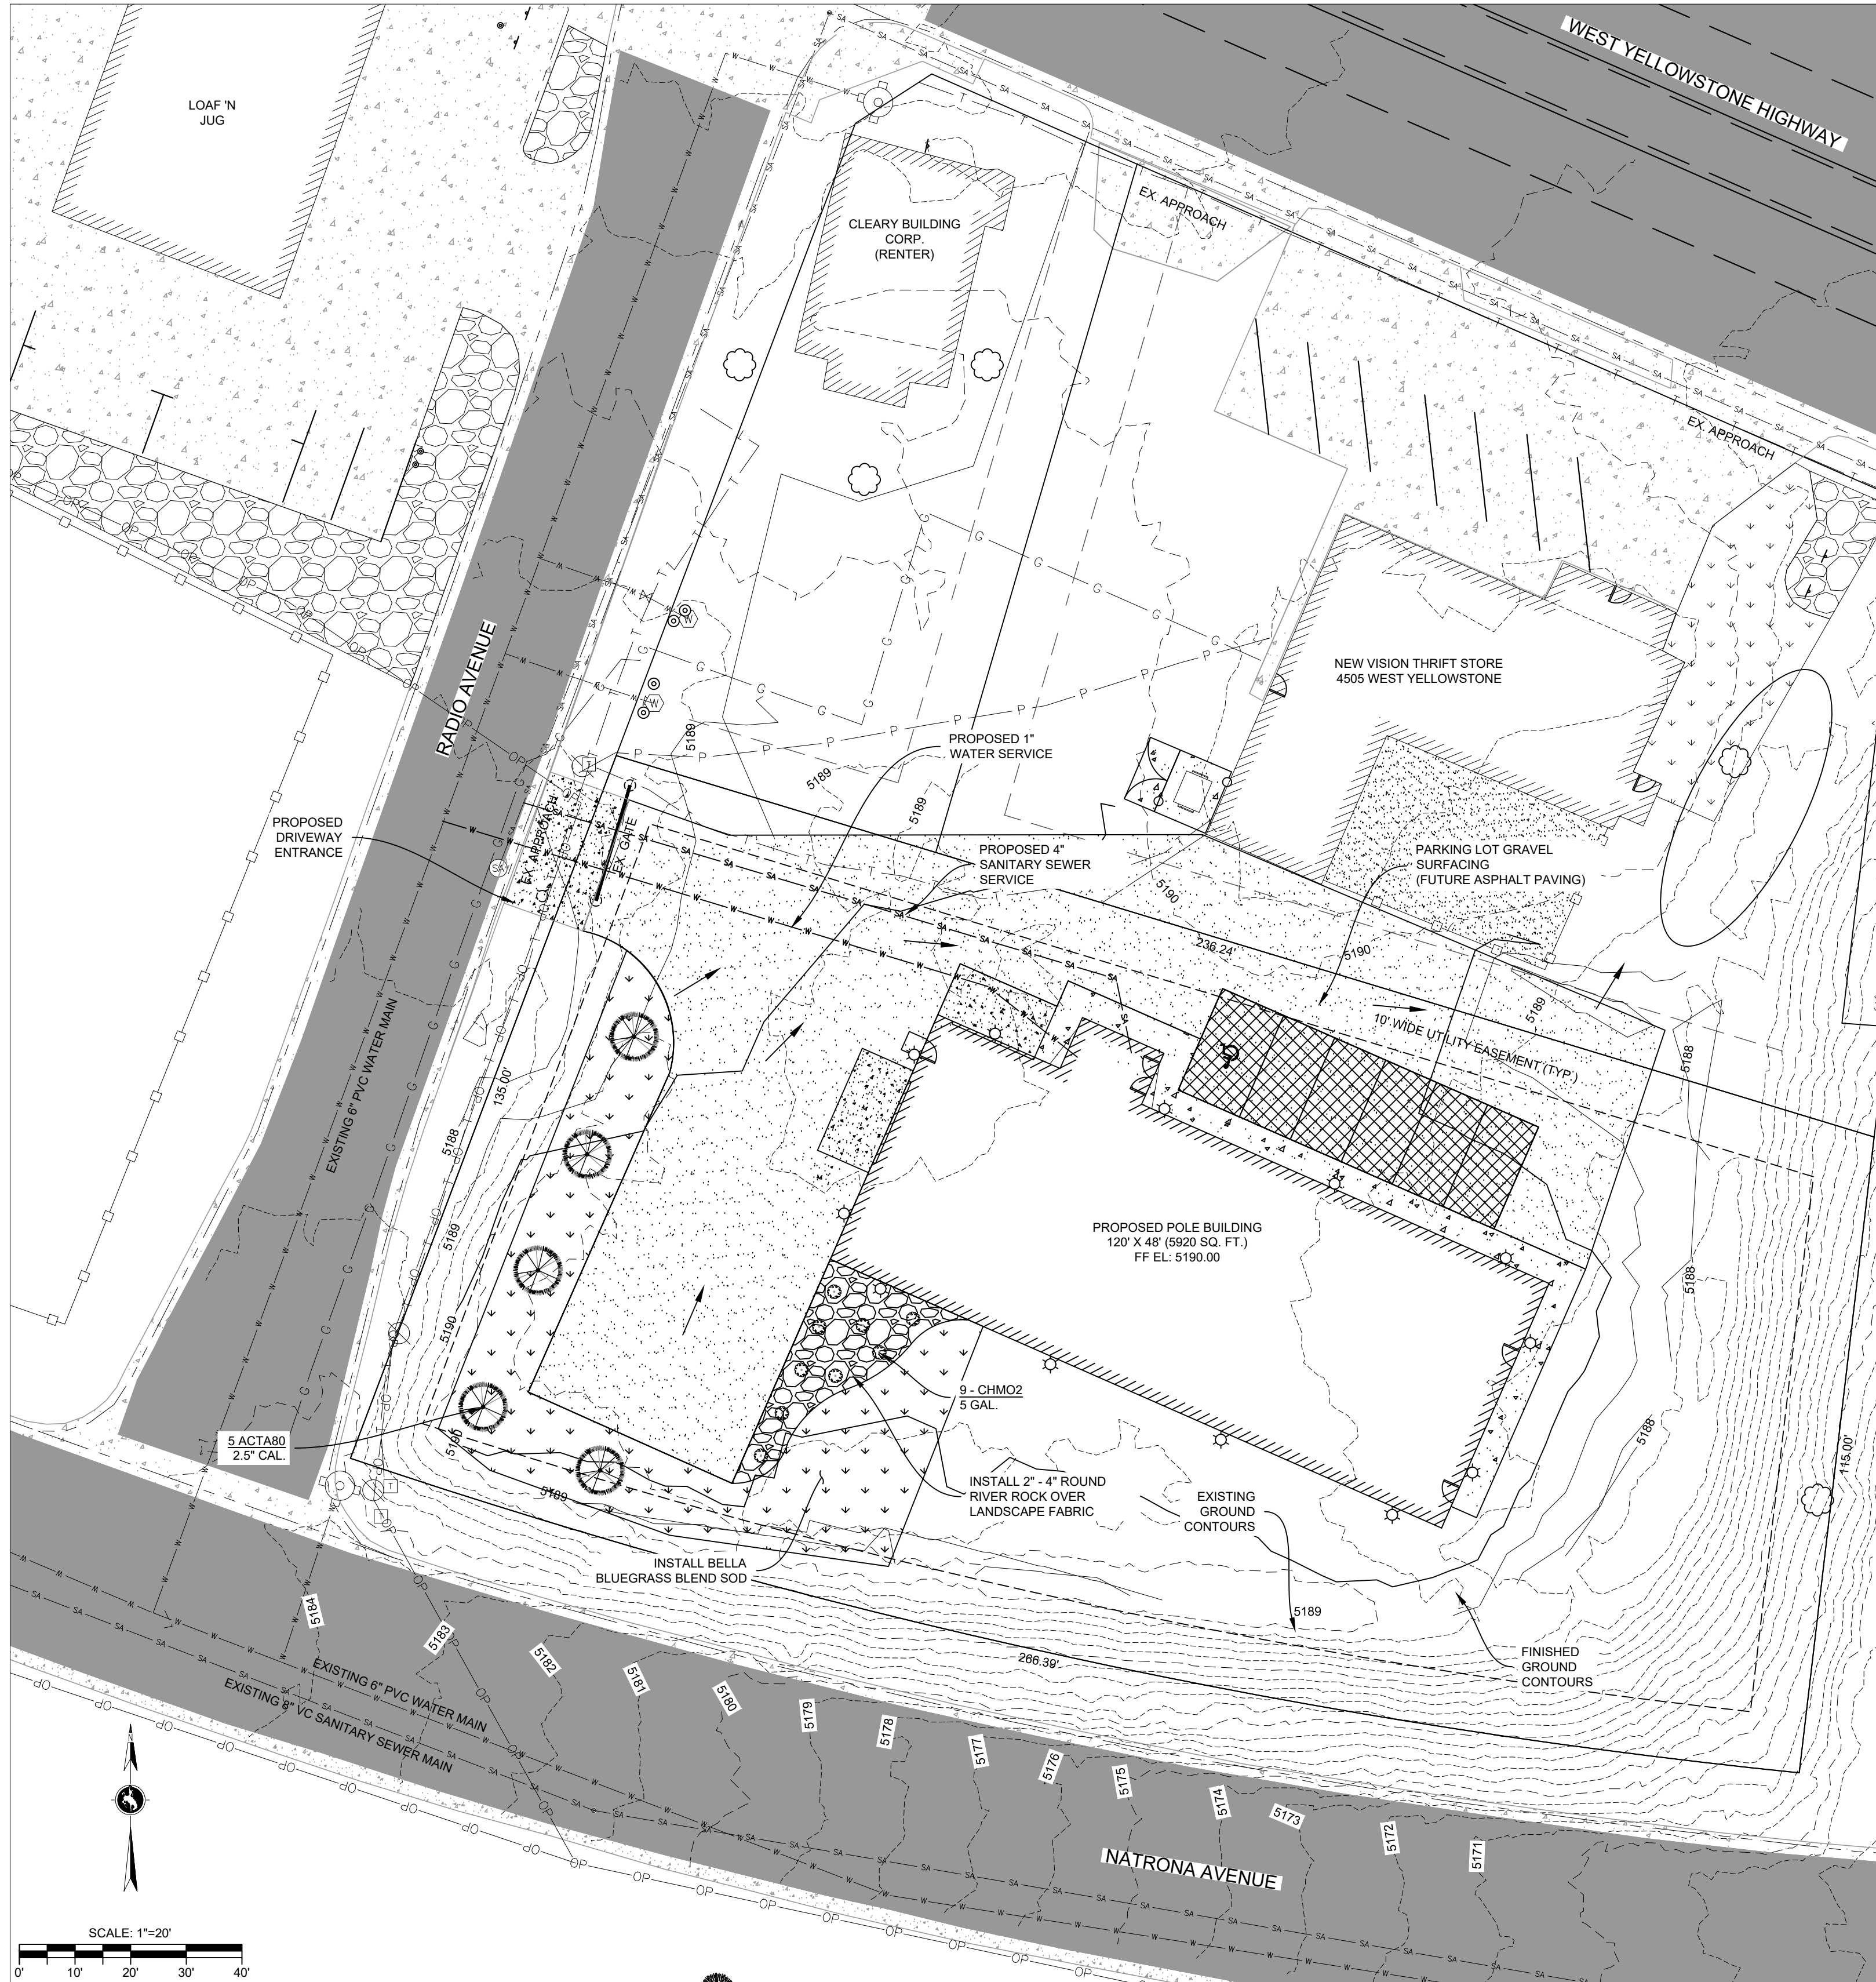 WEST YELLOWSTONE HIGHWAY
LOAF 'N
JUG
CLEARY BUILDING
CORP.
(RENTER)
EX. APPROACH
EX. APPROACH
NEW VISION THRIFT STORE
4505 WEST YELLOWSTONE
RADIO AVENUE
5189
PROPOSED 1"
WATER SERVICE
5189
5189
PROPOSED
DRIVEWAY
ENTRANCE
EX APPROACH
EX. GATE
PROPOSED 4"
SANITARY SEWER
SERVICE
PARKING LOT GRAVEL
SURFACING
(FUTURE ASPHALT PAVING)
5190
236.24'
5190
5189
10' WIDE UTILITY EASEMENT (TYP.)
5188
EXISTING 6" PVC WATER MAIN
135.00'
5188
5189
5190
5190
PROPOSED POLE BUILDING
120' X 48' (5920 SQ. FT.)
FF EL: 5190.00
5188
5188
115.00'
9 - CHMO2
5 GAL.
5 ACTA80
2.5" CAL.
5189
INSTALL 2" - 4" ROUND
RIVER ROCK OVER
LANDSCAPE FABRIC
EXISTING
GROUND
CONTOURS
INSTALL BELLA
BLUEGRASS BLEND SOD
5189
FINISHED
GROUND
CONTOURS
266.39'
5184
5183
5182
5181
5180
5179
5178
5177
5176
5175
5174
5173
5172
5171
EXISTING 6" PVC WATER MAIN
EXISTING 8" VC SANITARY SEWER MAIN
NATRONA AVENUE
N
SCALE: 1"=20'
0' 10' 20' 30' 40'